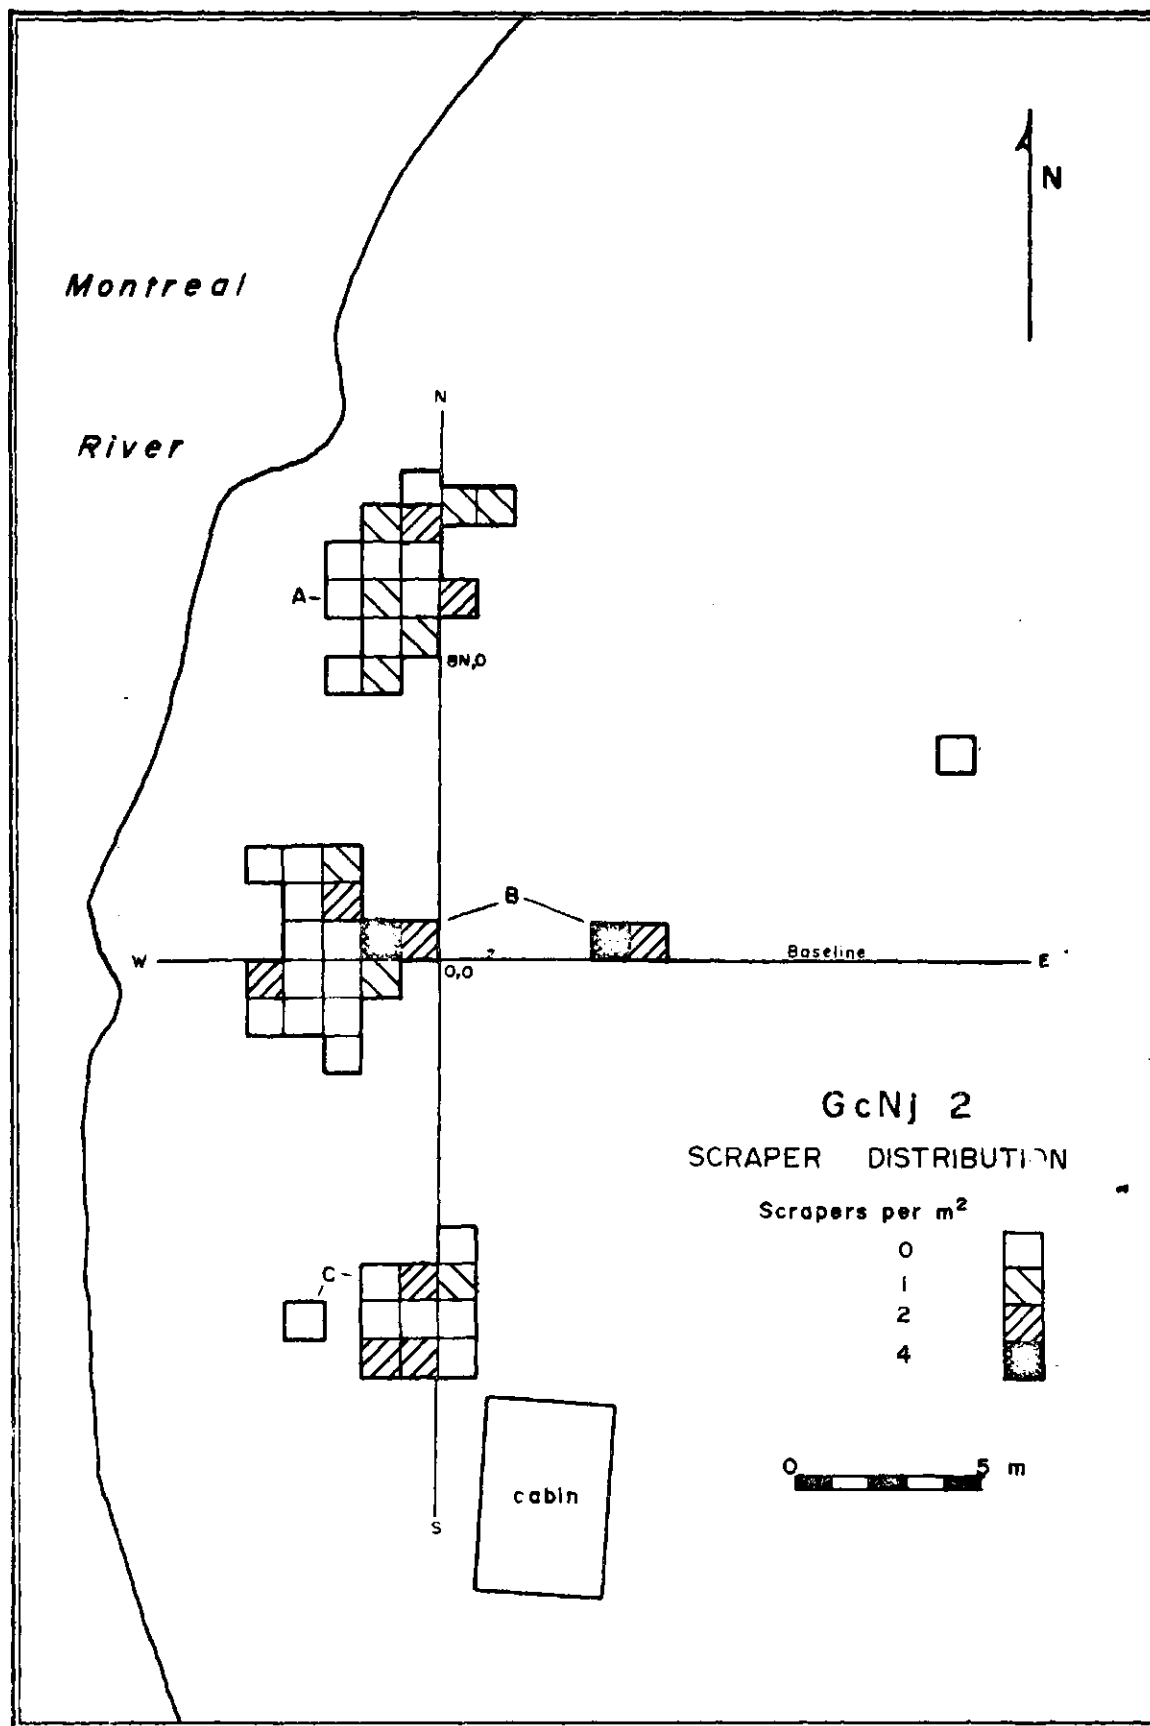 N
Montreal
N
River
A
8N,0
B
W
0,0
2
Baseline
E
GcNj 2
SCRAPER DISTRIBUTION
Scrapers per m²
C
0
1
2
4
0 5 m
cabin
S